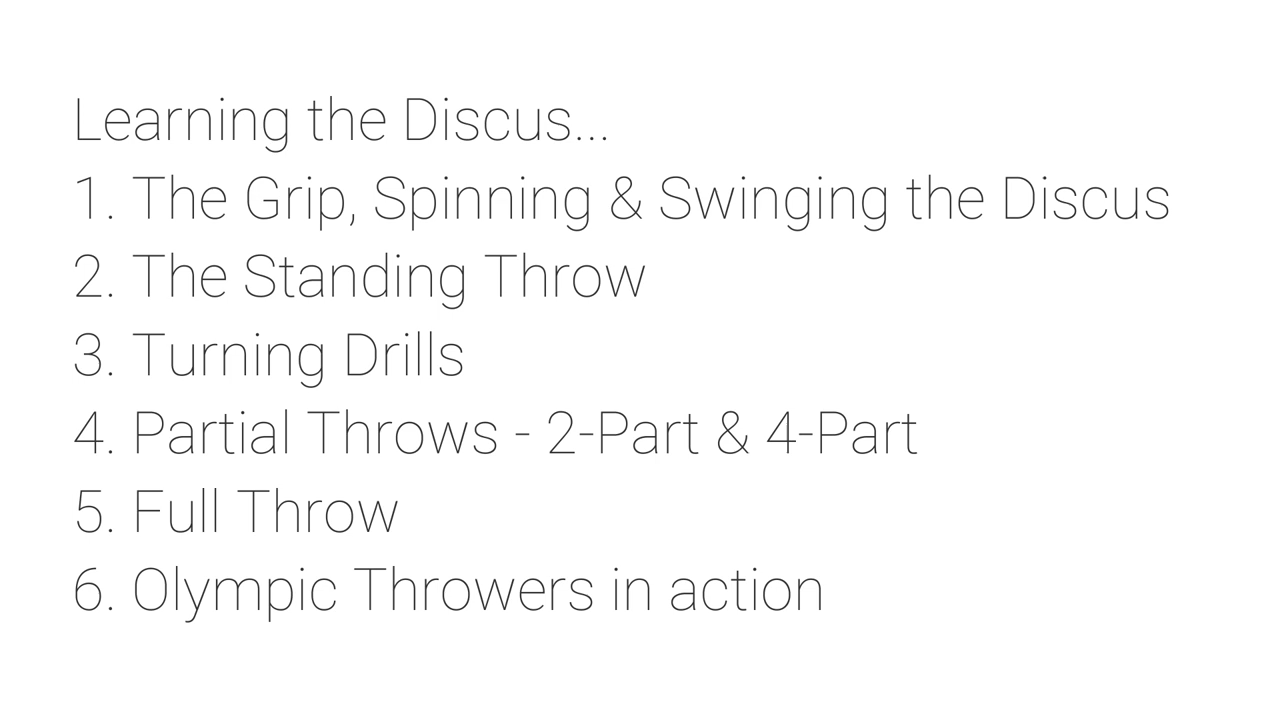 Learning the Discus...
1. The Grip, Spinning & Swinging the Discus
2. The Standing Throw
3. Turning Drills
4. Partial Throws - 2-Part & 4-Part
5. Full Throw
6. Olympic Throwers in action